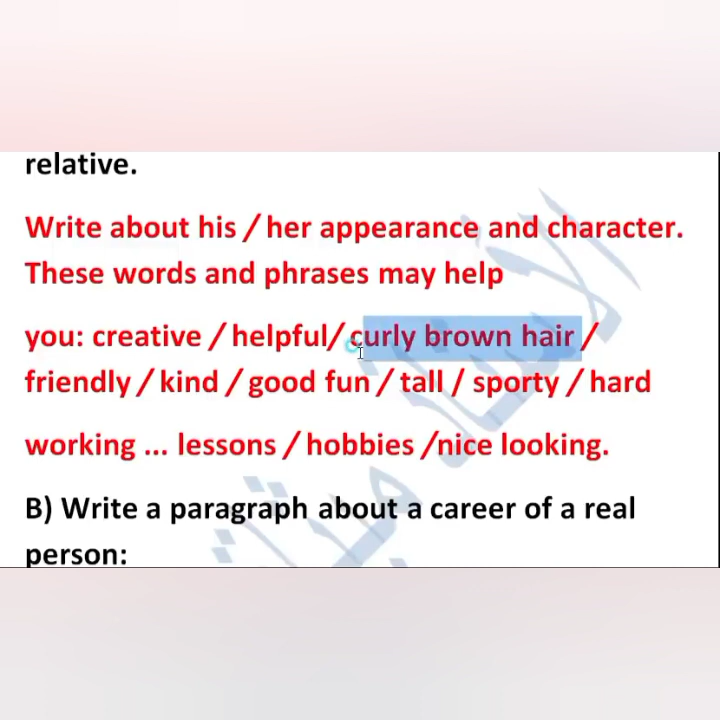 relative.
Write about his / her appearance and character.
These words and phrases may help
you: creative / helpful/ curly brown hair /
friendly / kind / good fun / tall / sporty / hard
working ... lessons / hobbies /nice looking.
B) Write a paragraph about a career of a real
person: